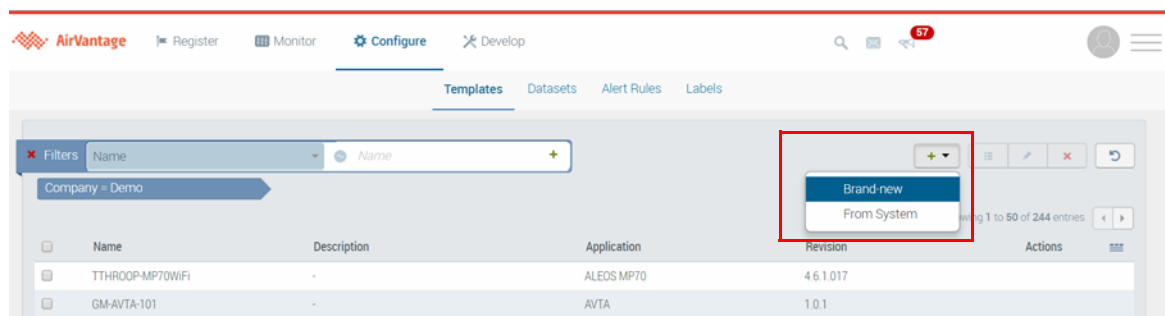 AirVantage Register Monitor Configure Develop 57
Templates Datasets Alert Rules Labels
Filters Name Name
Company = Demo
Brand-new
From System
1 to 50 of 244 entries
Name Description Application Revision Actions
TTHROOP-MP70WiFi - ALEOS MP70 4.6.1.017
GM-AVTA-101 - AVTA 1.0.1